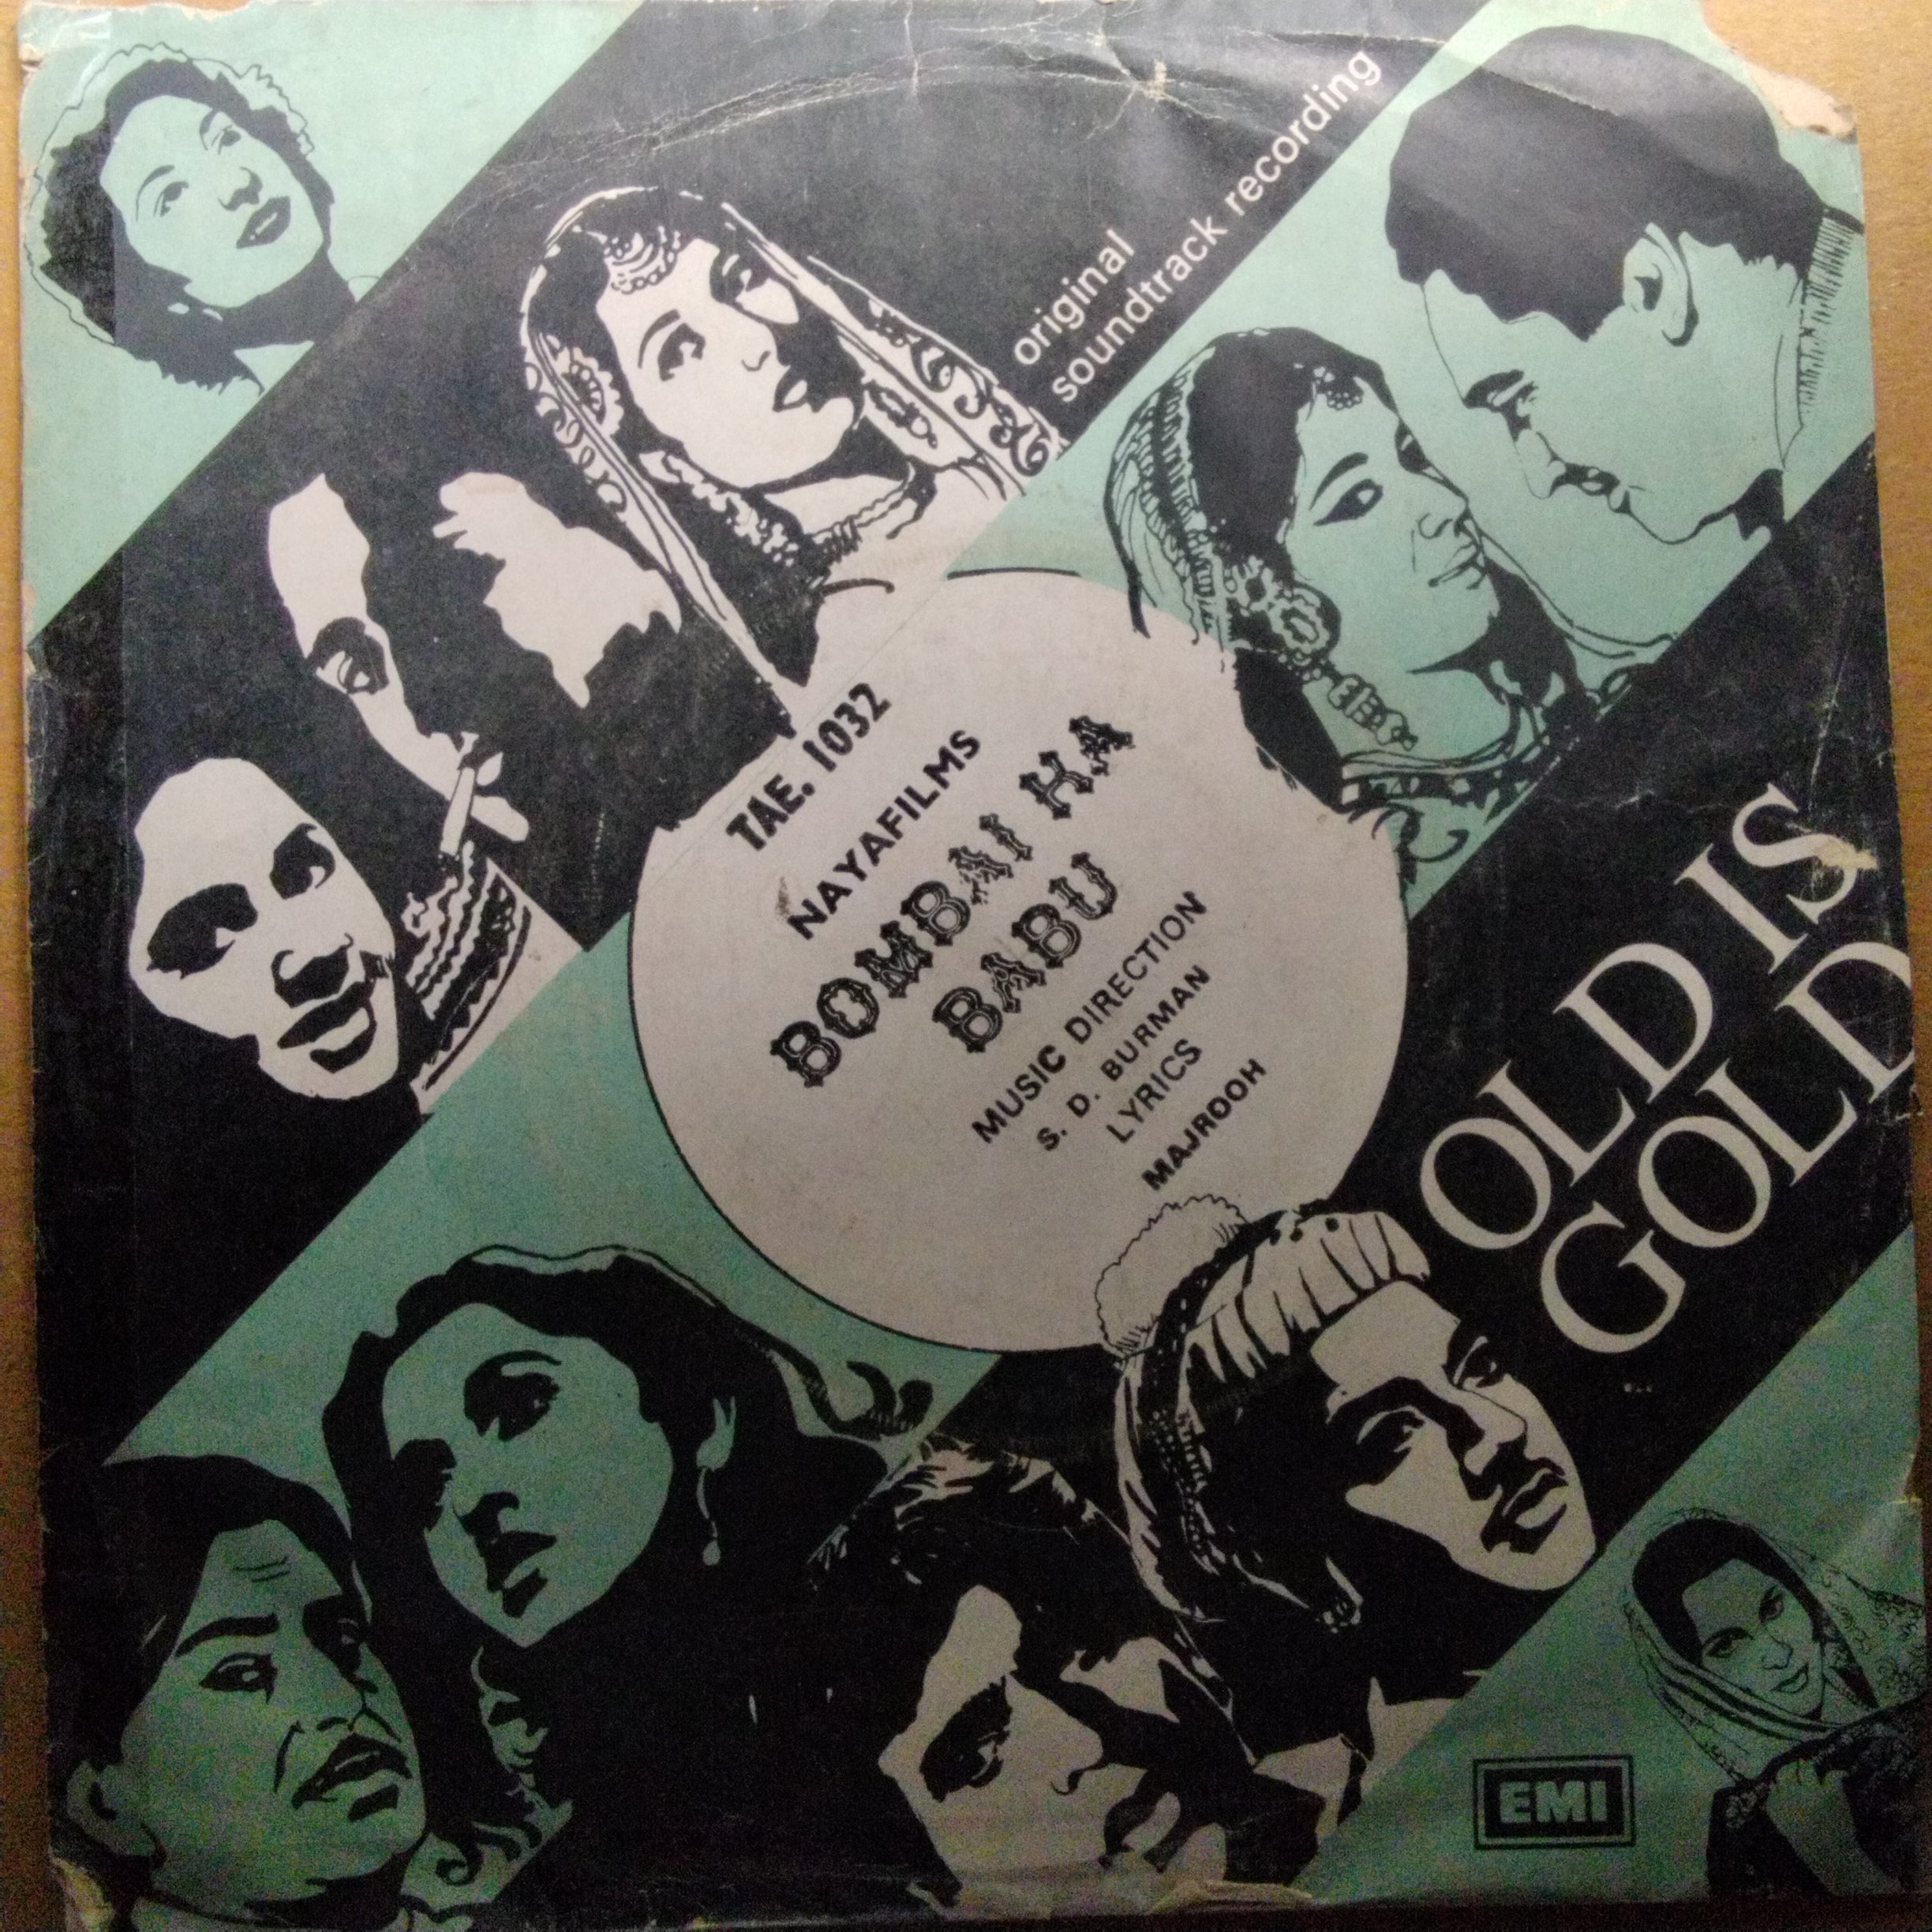 original
soundtrack recording
TAE. 1032
NAYAFILMS
BOMBAI KA
BABU
MUSIC DIRECTION
S. D. BURMAN
LYRICS
MAJROOH
OLD IS
GOLD
EMI